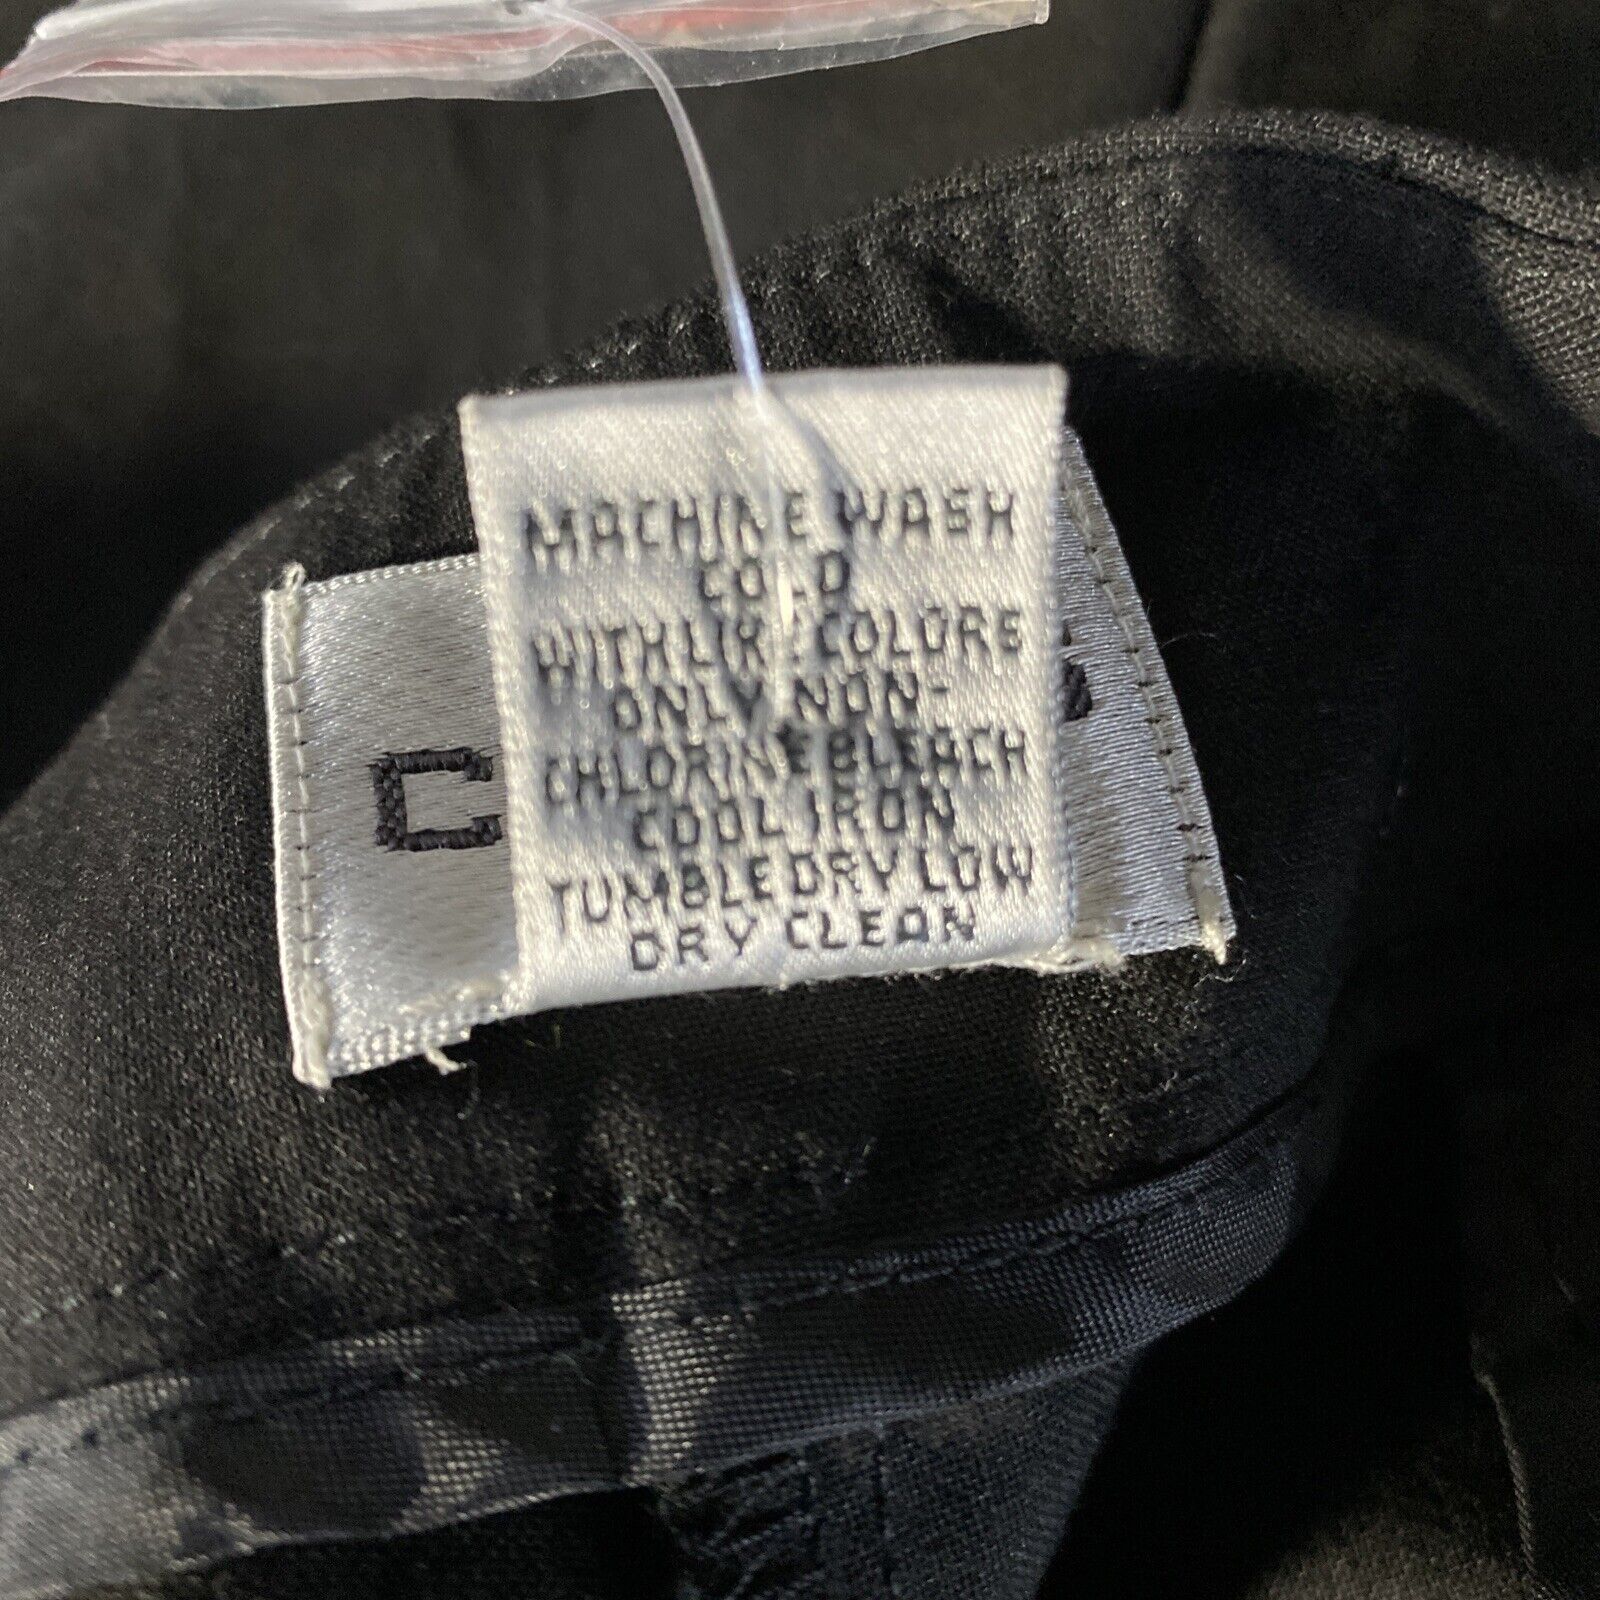 MACHINE WASH
COLD
WITH LIKE COLORS
ONLY NON-
CHLORINE BLEACH
COOL IRON
TUMBLE DRY LOW
DRY CLEAN
C